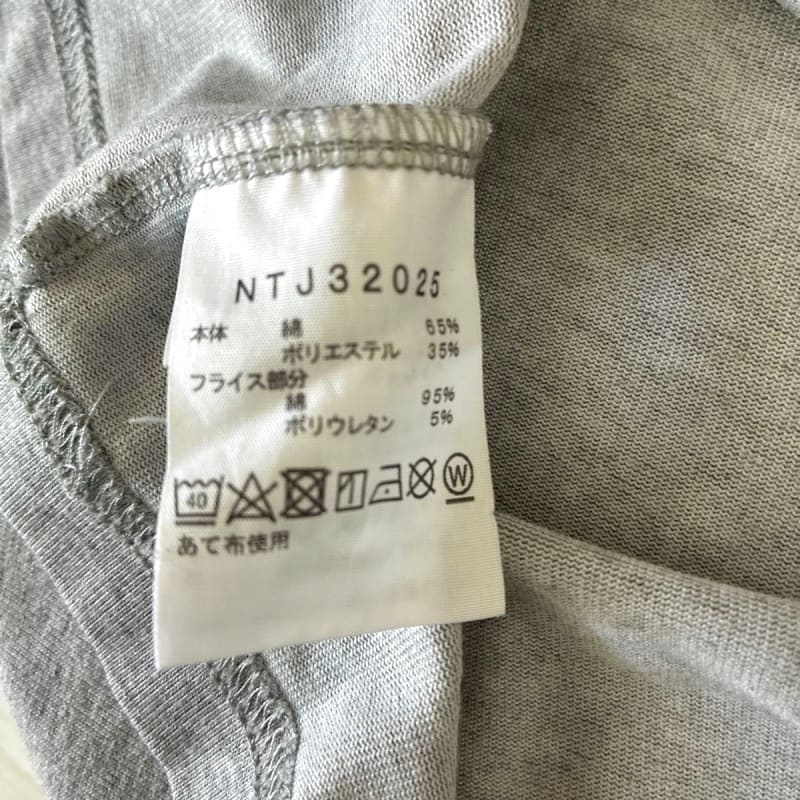 NTJ32025
本体 綿 65%
ポリエステル 35%
フライス部分
綿 95%
ポリウレタン 5%
40 W
あて布使用